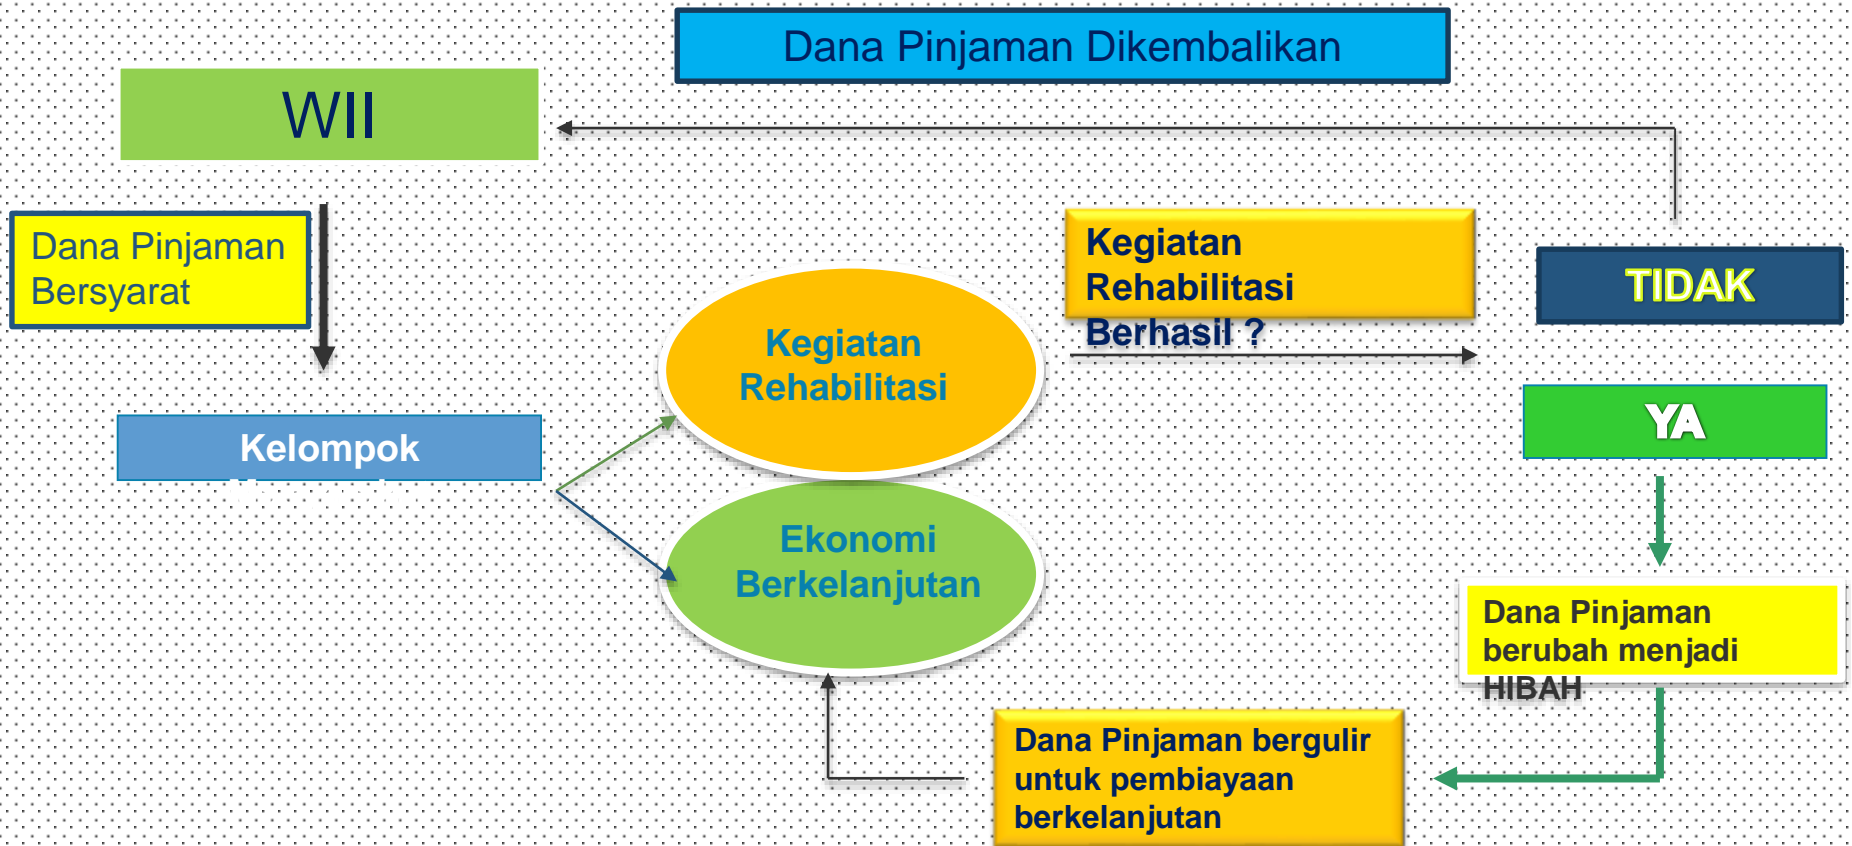 Dana Pinjaman Dikembalikan
WII
Dana Pinjaman
Bersyarat
Kegiatan
Rehabilitasi
Berhasil ?
TIDAK
Kegiatan
Rehabilitasi
YA
Kelompok
Ekonomi
Berkelanjutan
Dana Pinjaman
berubah menjadi
HIBAH
Dana Pinjaman bergulir
untuk pembiayaan
berkelanjutan